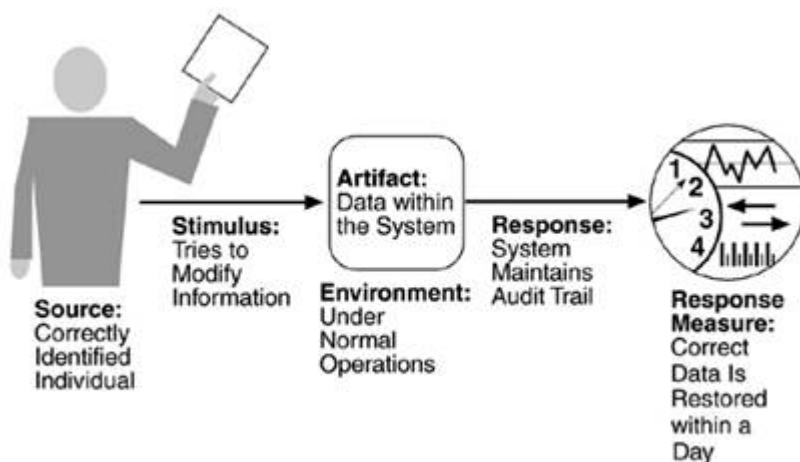 Source:
Correctly
Identified
Individual
Stimulus:
Tries to
Modify
Information
Artifact:
Data within
the System
Environment:
Under
Normal
Operations
Response:
System
Maintains
Audit Trail
1
2
3
4
Response
Measure:
Correct
Data Is
Restored
within a
Day